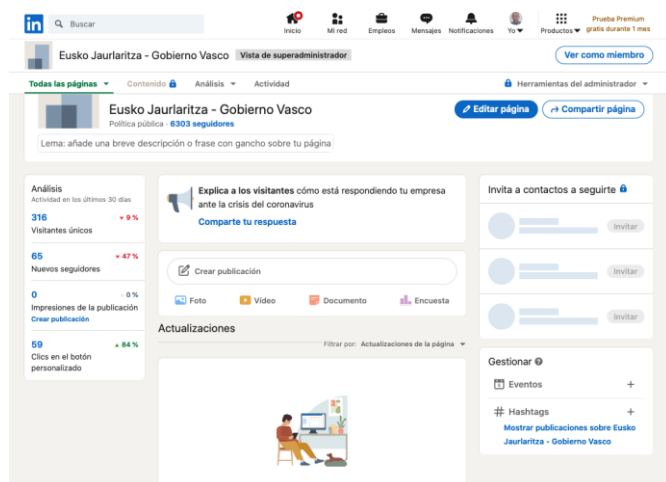 in
Buscar
Inicio
Mi red
Empleos
Mensajes
Notificaciones
Yo
Productos
Prueba Premium
gratis durante 1 mes
Eusko Jaurlaritza - Gobierno Vasco
Vista de superadministrador
Ver como miembro
Todas las páginas
Contenido
Análisis
Actividad
Herramientas del administrador
Eusko Jaurlaritza - Gobierno Vasco
Política pública · 6303 seguidores
Editar página
Compartir página
Lema: añade una breve descripción o frase con gancho sobre tu página
Análisis
Actividad en los últimos 30 días
316
9 %
Visitantes únicos
65
47 %
Nuevos seguidores
0
0 %
Impresiones de la publicación
Crear publicación
59
84 %
Clics en el botón
personalizado
Explica a los visitantes cómo está respondiendo tu empresa
ante la crisis del coronavirus
Comparte tu respuesta
Crear publicación
Foto
Vídeo
Documento
Encuesta
Actualizaciones
Filtrar por: Actualizaciones de la página
Invita a contactos a seguirte
Invitar
Invitar
Invitar
Gestionar
Eventos
+
# Hashtags
+
Mostrar publicaciones sobre Eusko
Jaurlaritza - Gobierno Vasco